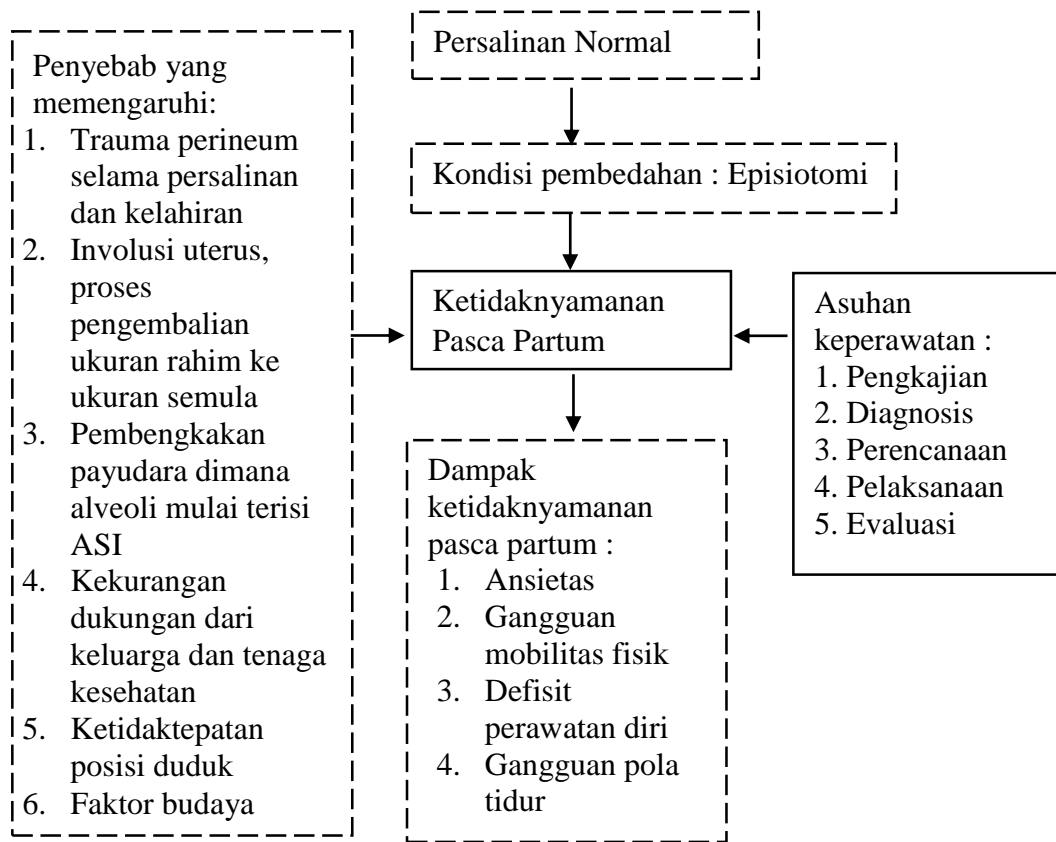 Penyebab yang
memengaruhi:
1. Trauma perineum
selama persalinan
dan kelahiran
2. Involusi uterus,
proses
pengembalian
ukuran rahim ke
ukuran semula
3. Pembengkakan
payudara dimana
alveoli mulai terisi
ASI
4. Kekurangan
dukungan dari
keluarga dan tenaga
kesehatan
5. Ketidaktepatan
posisi duduk
6. Faktor budaya
Persalinan Normal
Kondisi pembedahan : Episiotomi
Ketidaknyamanan
Pasca Partum
Dampak
ketidaknyamanan
pasca partum :
1. Ansietas
2. Gangguan
mobilitas fisik
3. Defisit
perawatan diri
4. Gangguan pola
tidur
Asuhan
keperawatan :
1. Pengkajian
2. Diagnosis
3. Perencanaan
4. Pelaksanaan
5. Evaluasi